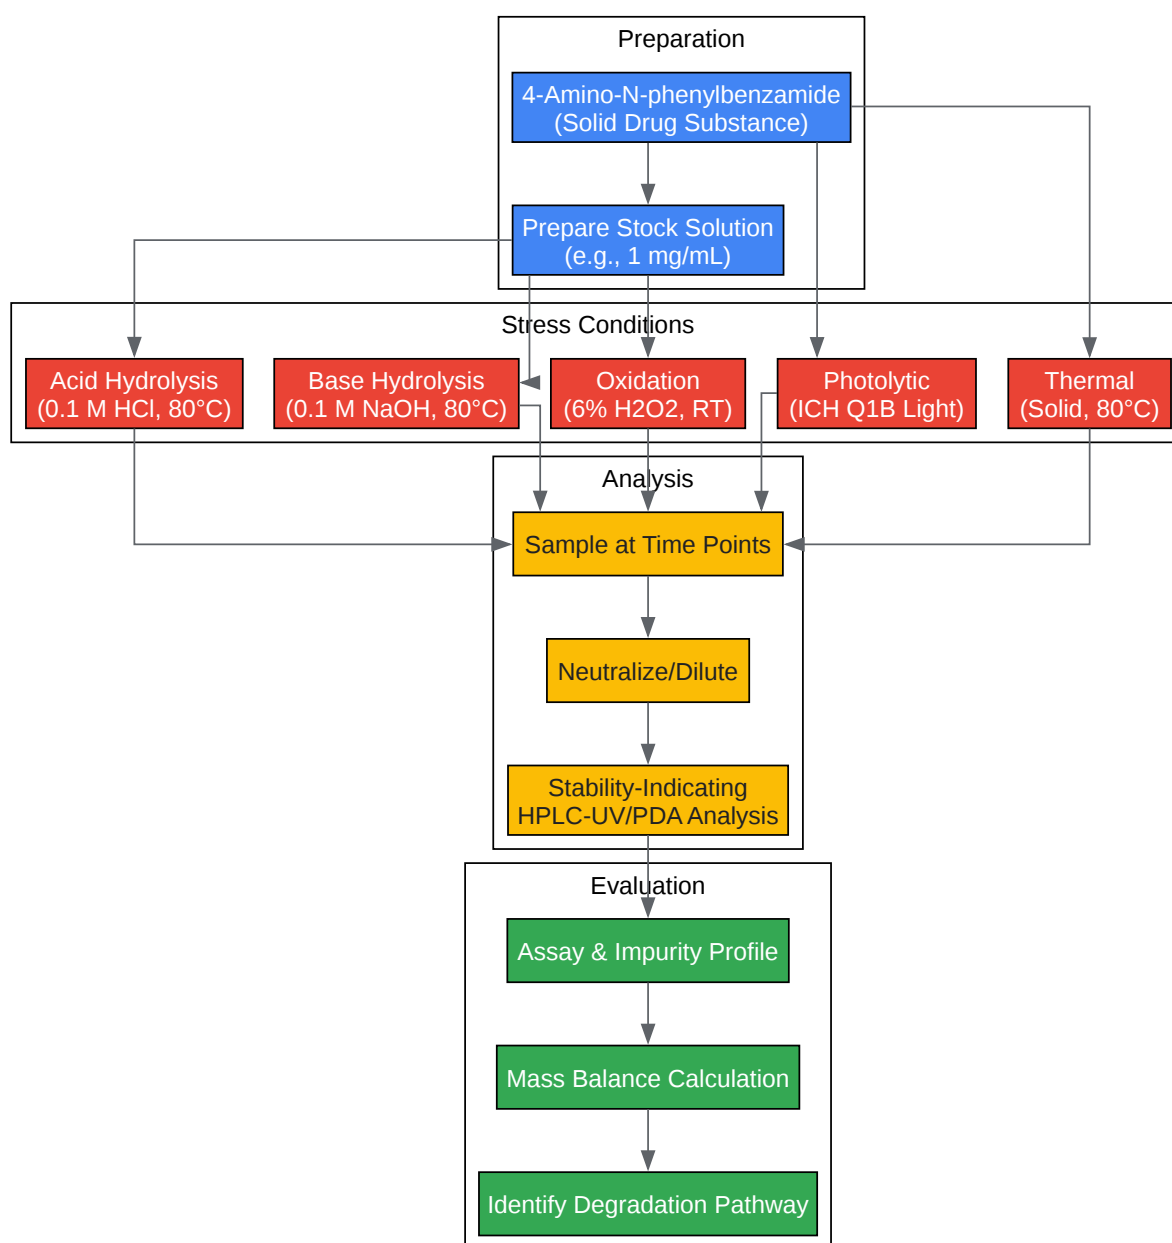 Preparation
4-Amino-N-phenylbenzamide
(Solid Drug Substance)
Prepare Stock Solution
(e.g., 1 mg/mL)
Stress Conditions
Acid Hydrolysis
(0.1 M HCl, 80°C)
Base Hydrolysis
(0.1 M NaOH, 80°C)
Oxidation
(6% H2O2, RT)
Photolytic
(ICH Q1B Light)
Thermal
(Solid, 80°C)
Analysis
Sample at Time Points
Neutralize/Dilute
Stability-Indicating
HPLC-UV/PDA Analysis
Evaluation
Assay & Impurity Profile
Mass Balance Calculation
Identify Degradation Pathway